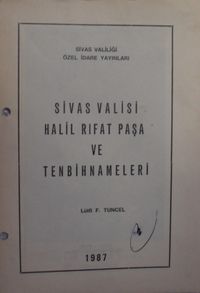 SİVAS VALİLİĞİ
ÖZEL İDARE YAYINLARI
SİVAS VALİSİ
HALİL RIFAT PAŞA
VE
TENBİHNAMELERİ
Lütfi F. TUNCEL
1987